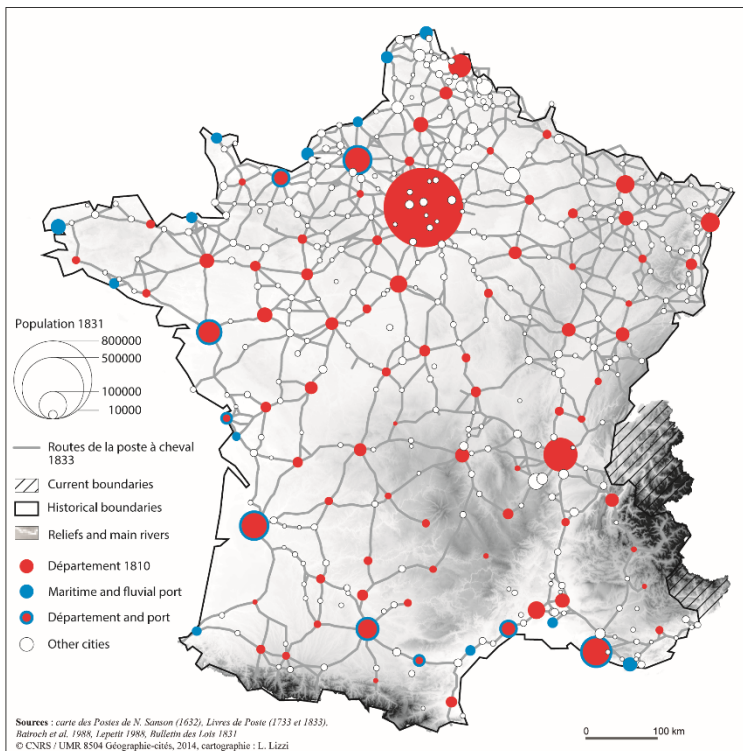 Population 1831
800000
500000
100000
10000
Routes de la poste à cheval
1833
Current boundaries
Historical boundaries
Reliefs and main rivers
Département 1810
Maritime and fluvial port
Département and port
Other cities
Sources : carte des Postes de N. Sanson (1632), Livres de Poste (1733 et 1833),
Bairoch et al. 1988, Lepetit 1988, Bulletin des Lois 1831
© CNRS / UMR 8504 Géographie-cités, 2014, cartographie : L. Lizzi
0 100 km